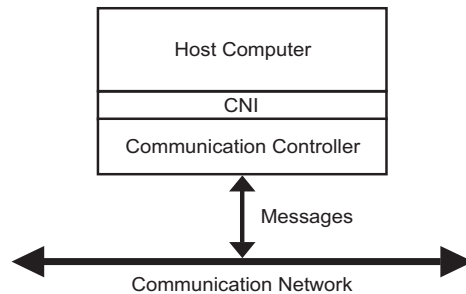 Host Computer
CNI
Communication Controller
Messages
Communication Network